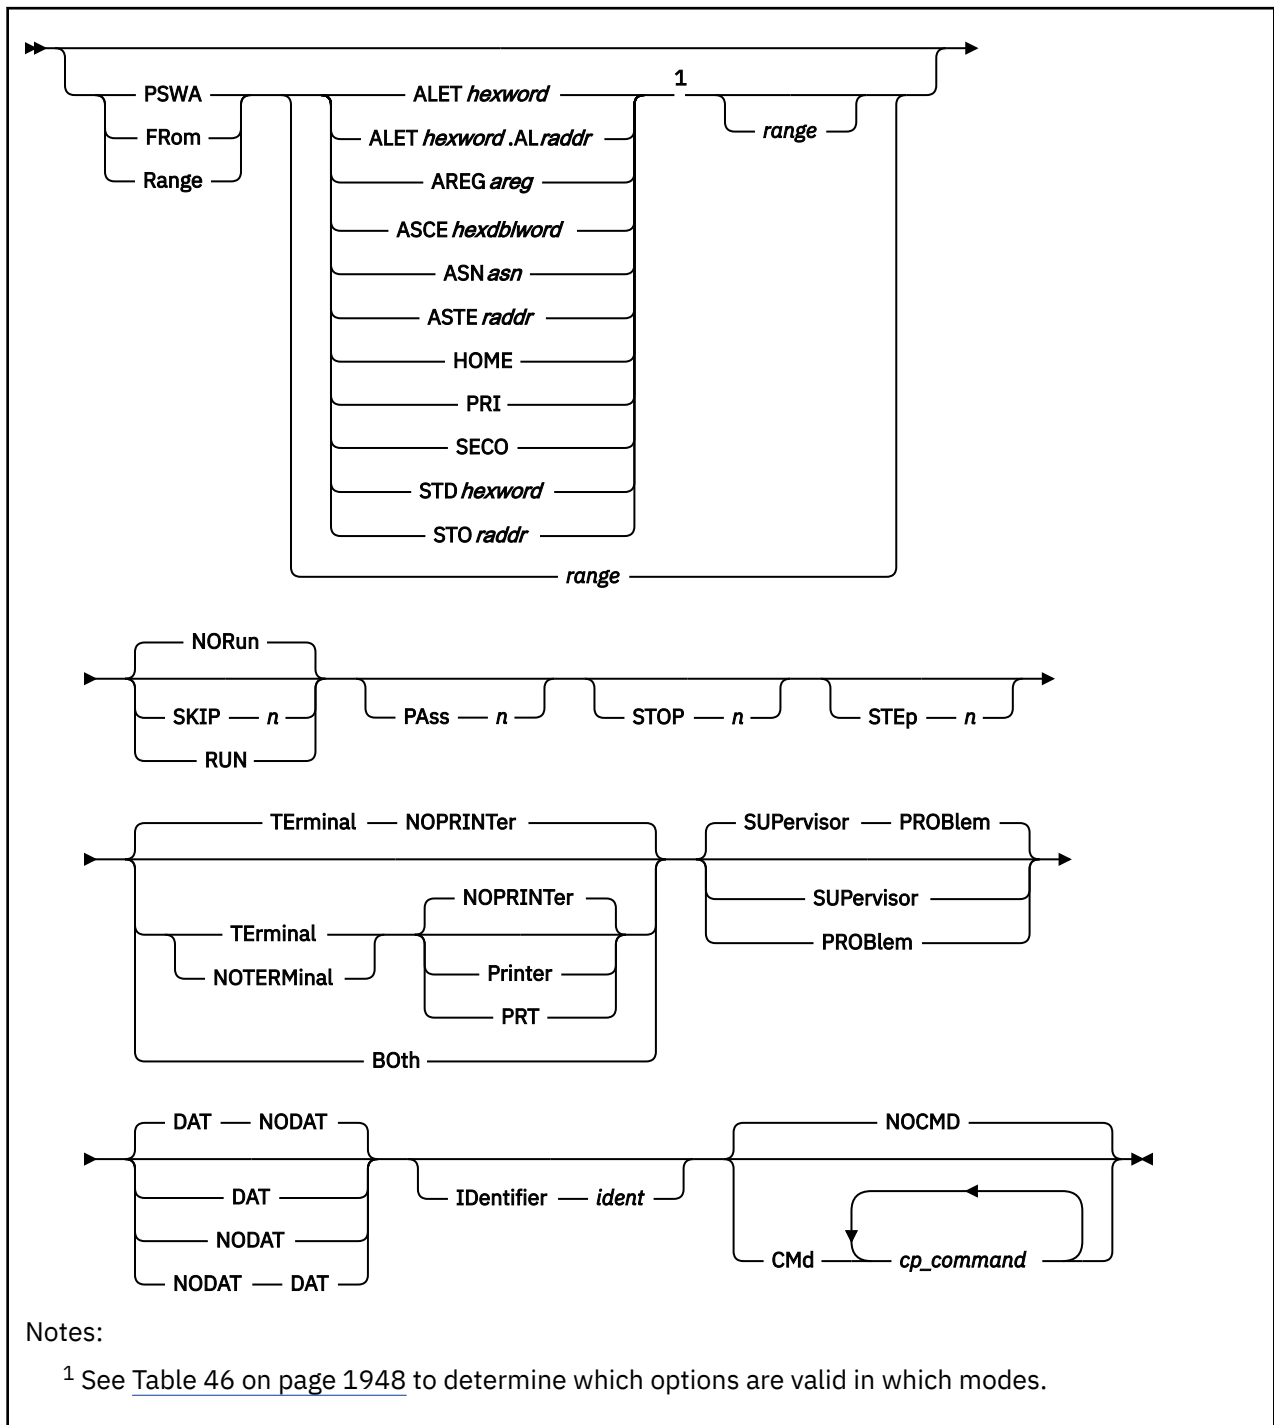 PSWA
FRom
Range
ALET hexword
ALET hexword .ALraddr
AREG areg
ASCE hexdblword
ASN asn
ASTE raddr
HOME
PRI
SECO
STD hexword
STO raddr
1
range
range
NORun
SKIP n
RUN
PAss n
STOP n
STEp n
TErminal NOPRINTer
TErminal
NOTERMinal
NOPRINTer
Printer
PRT
BOth
SUPervisor PROBlem
SUPervisor
PROBlem
DAT NODAT
DAT
NODAT
NODAT DAT
IDentifier ident
NOCMD
CMd cp_command
Notes:
1 See Table 46 on page 1948 to determine which options are valid in which modes.